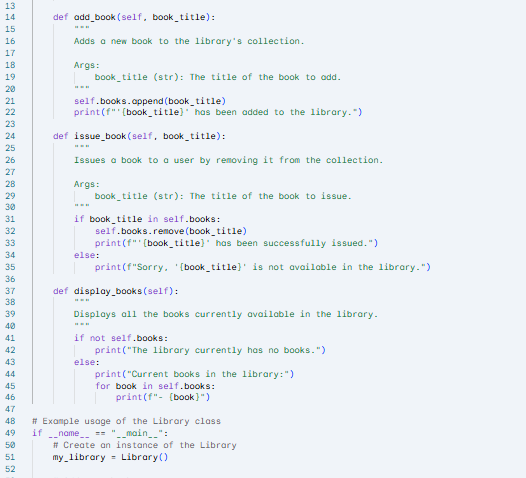 13
14 def add_book(self, book_title):
15 """
16 Adds a new book to the library's collection.
17
18 Args:
19 book_title (str): The title of the book to add.
20 """
21 self.books.append(book_title)
22 print(f"'{book_title}' has been added to the library.")
23
24 def issue_book(self, book_title):
25 """
26 Issues a book to a user by removing it from the collection.
27
28 Args:
29 book_title (str): The title of the book to issue.
30 """
31 if book_title in self.books:
32 self.books.remove(book_title)
33 print(f"'{book_title}' has been successfully issued.")
34 else:
35 print(f"Sorry, '{book_title}' is not available in the library.")
36
37 def display_books(self):
38 """
39 Displays all the books currently available in the library.
40 """
41 if not self.books:
42 print("The library currently has no books.")
43 else:
44 print("Current books in the library:")
45 for book in self.books:
46 print(f"- {book}")
47
48 # Example usage of the Library class
49 if __name__ == "__main__":
50 # Create an instance of the Library
51 my_library = Library()
52